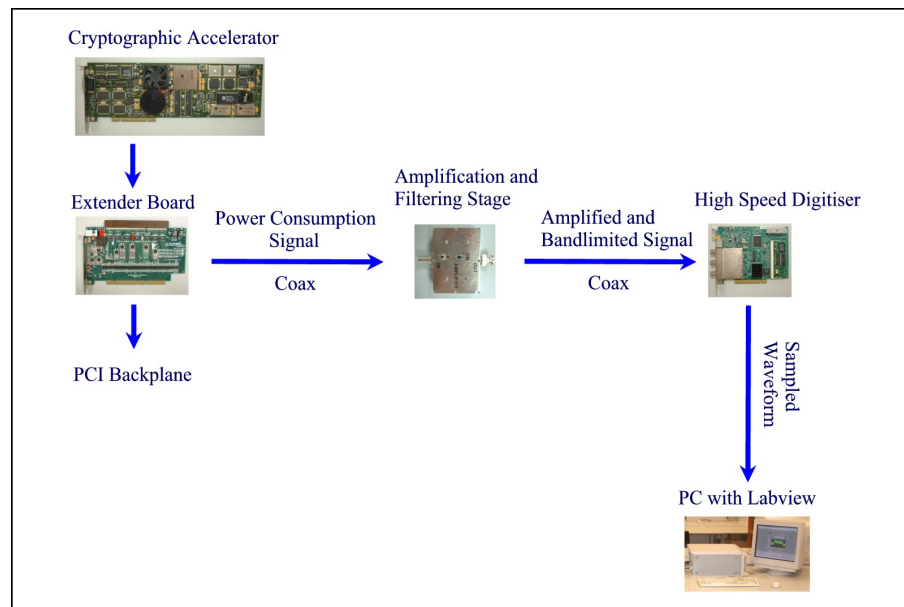 Cryptographic Accelerator
Extender Board
Power Consumption
Signal
Coax
PCI Backplane
Amplification and
Filtering Stage
Amplified and
Bandlimited Signal
Coax
High Speed Digitiser
Sampled
Waveform
PC with Labview